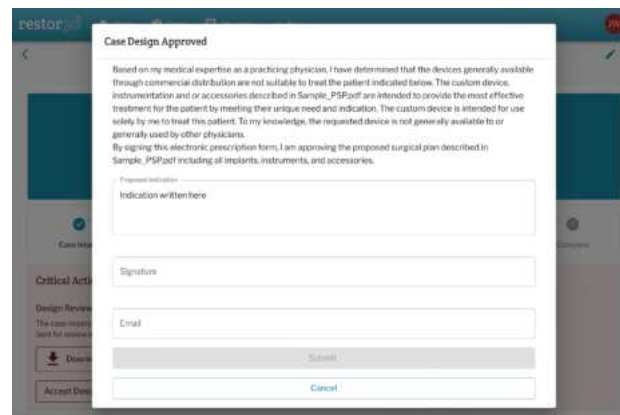 restor3d
Case Design Approved
Based on my medical expertise as a practicing physician, I have determined that the devices generally available
through commercial distribution are not suitable to treat the patient indicated below. The custom device,
instrumentation and or accessories described in Sample_PSP.pdf are intended to provide the most effective
treatment for the patient by meeting their unique need and indication. The custom device is intended for use
solely by me to treat this patient. To my knowledge, the requested device is not generally available to or
generally used by other physicians.
By signing this electronic prescription form, I am approving the proposed surgical plan described in
Sample_PSP.pdf including all implants, instruments, and accessories.
Proposed Indication
Indication written here
Case
Signature
Critical Acti
Design Review
Email
The case
Submit
Cancel
Accept Desi